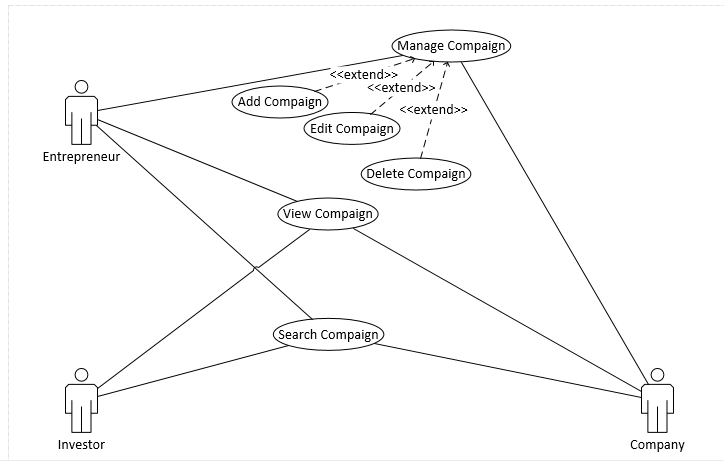 Manage Compaign
<<extend>>
Add Compaign
<<extend>>
<<extend>>
Edit Compaign
Entrepreneur
Delete Compaign
View Compaign
Search Compaign
Investor
Company